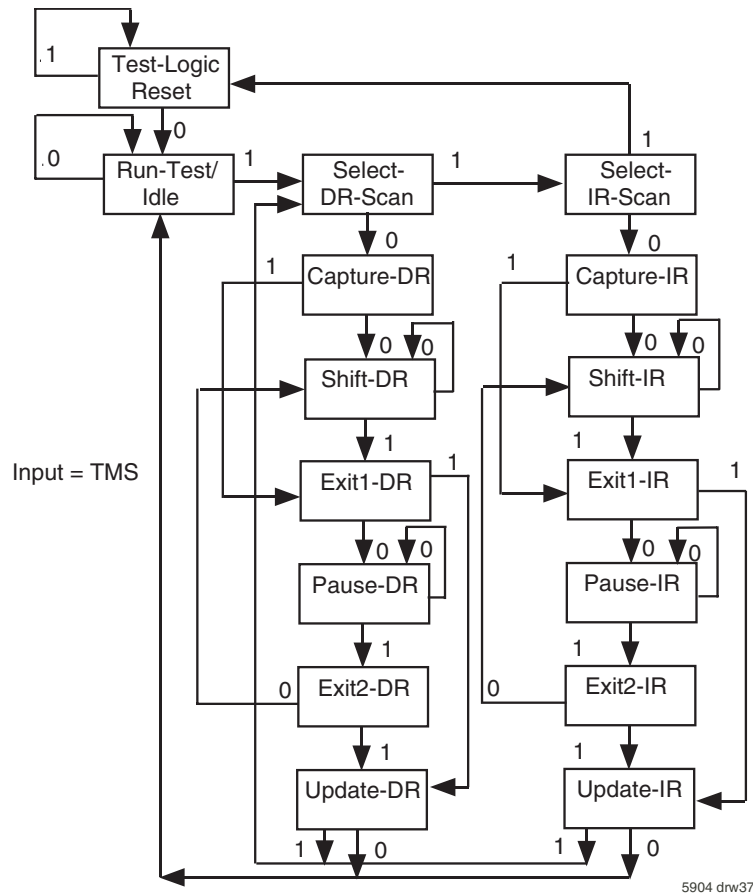 1
Test-Logic
Reset
0
1
0
Run-Test/
Idle
1
Select-
DR-Scan
1
Select-
IR-Scan
0
0
1
Capture-DR
1
Capture-IR
0
0
0
0
Shift-DR
Shift-IR
1
1
Input = TMS
Exit1-DR
1
Exit1-IR
1
0
0
0
0
Pause-DR
Pause-IR
1
1
0
Exit2-DR
0
Exit2-IR
1
1
Update-DR
Update-IR
1
0
1
0
5904 drw37